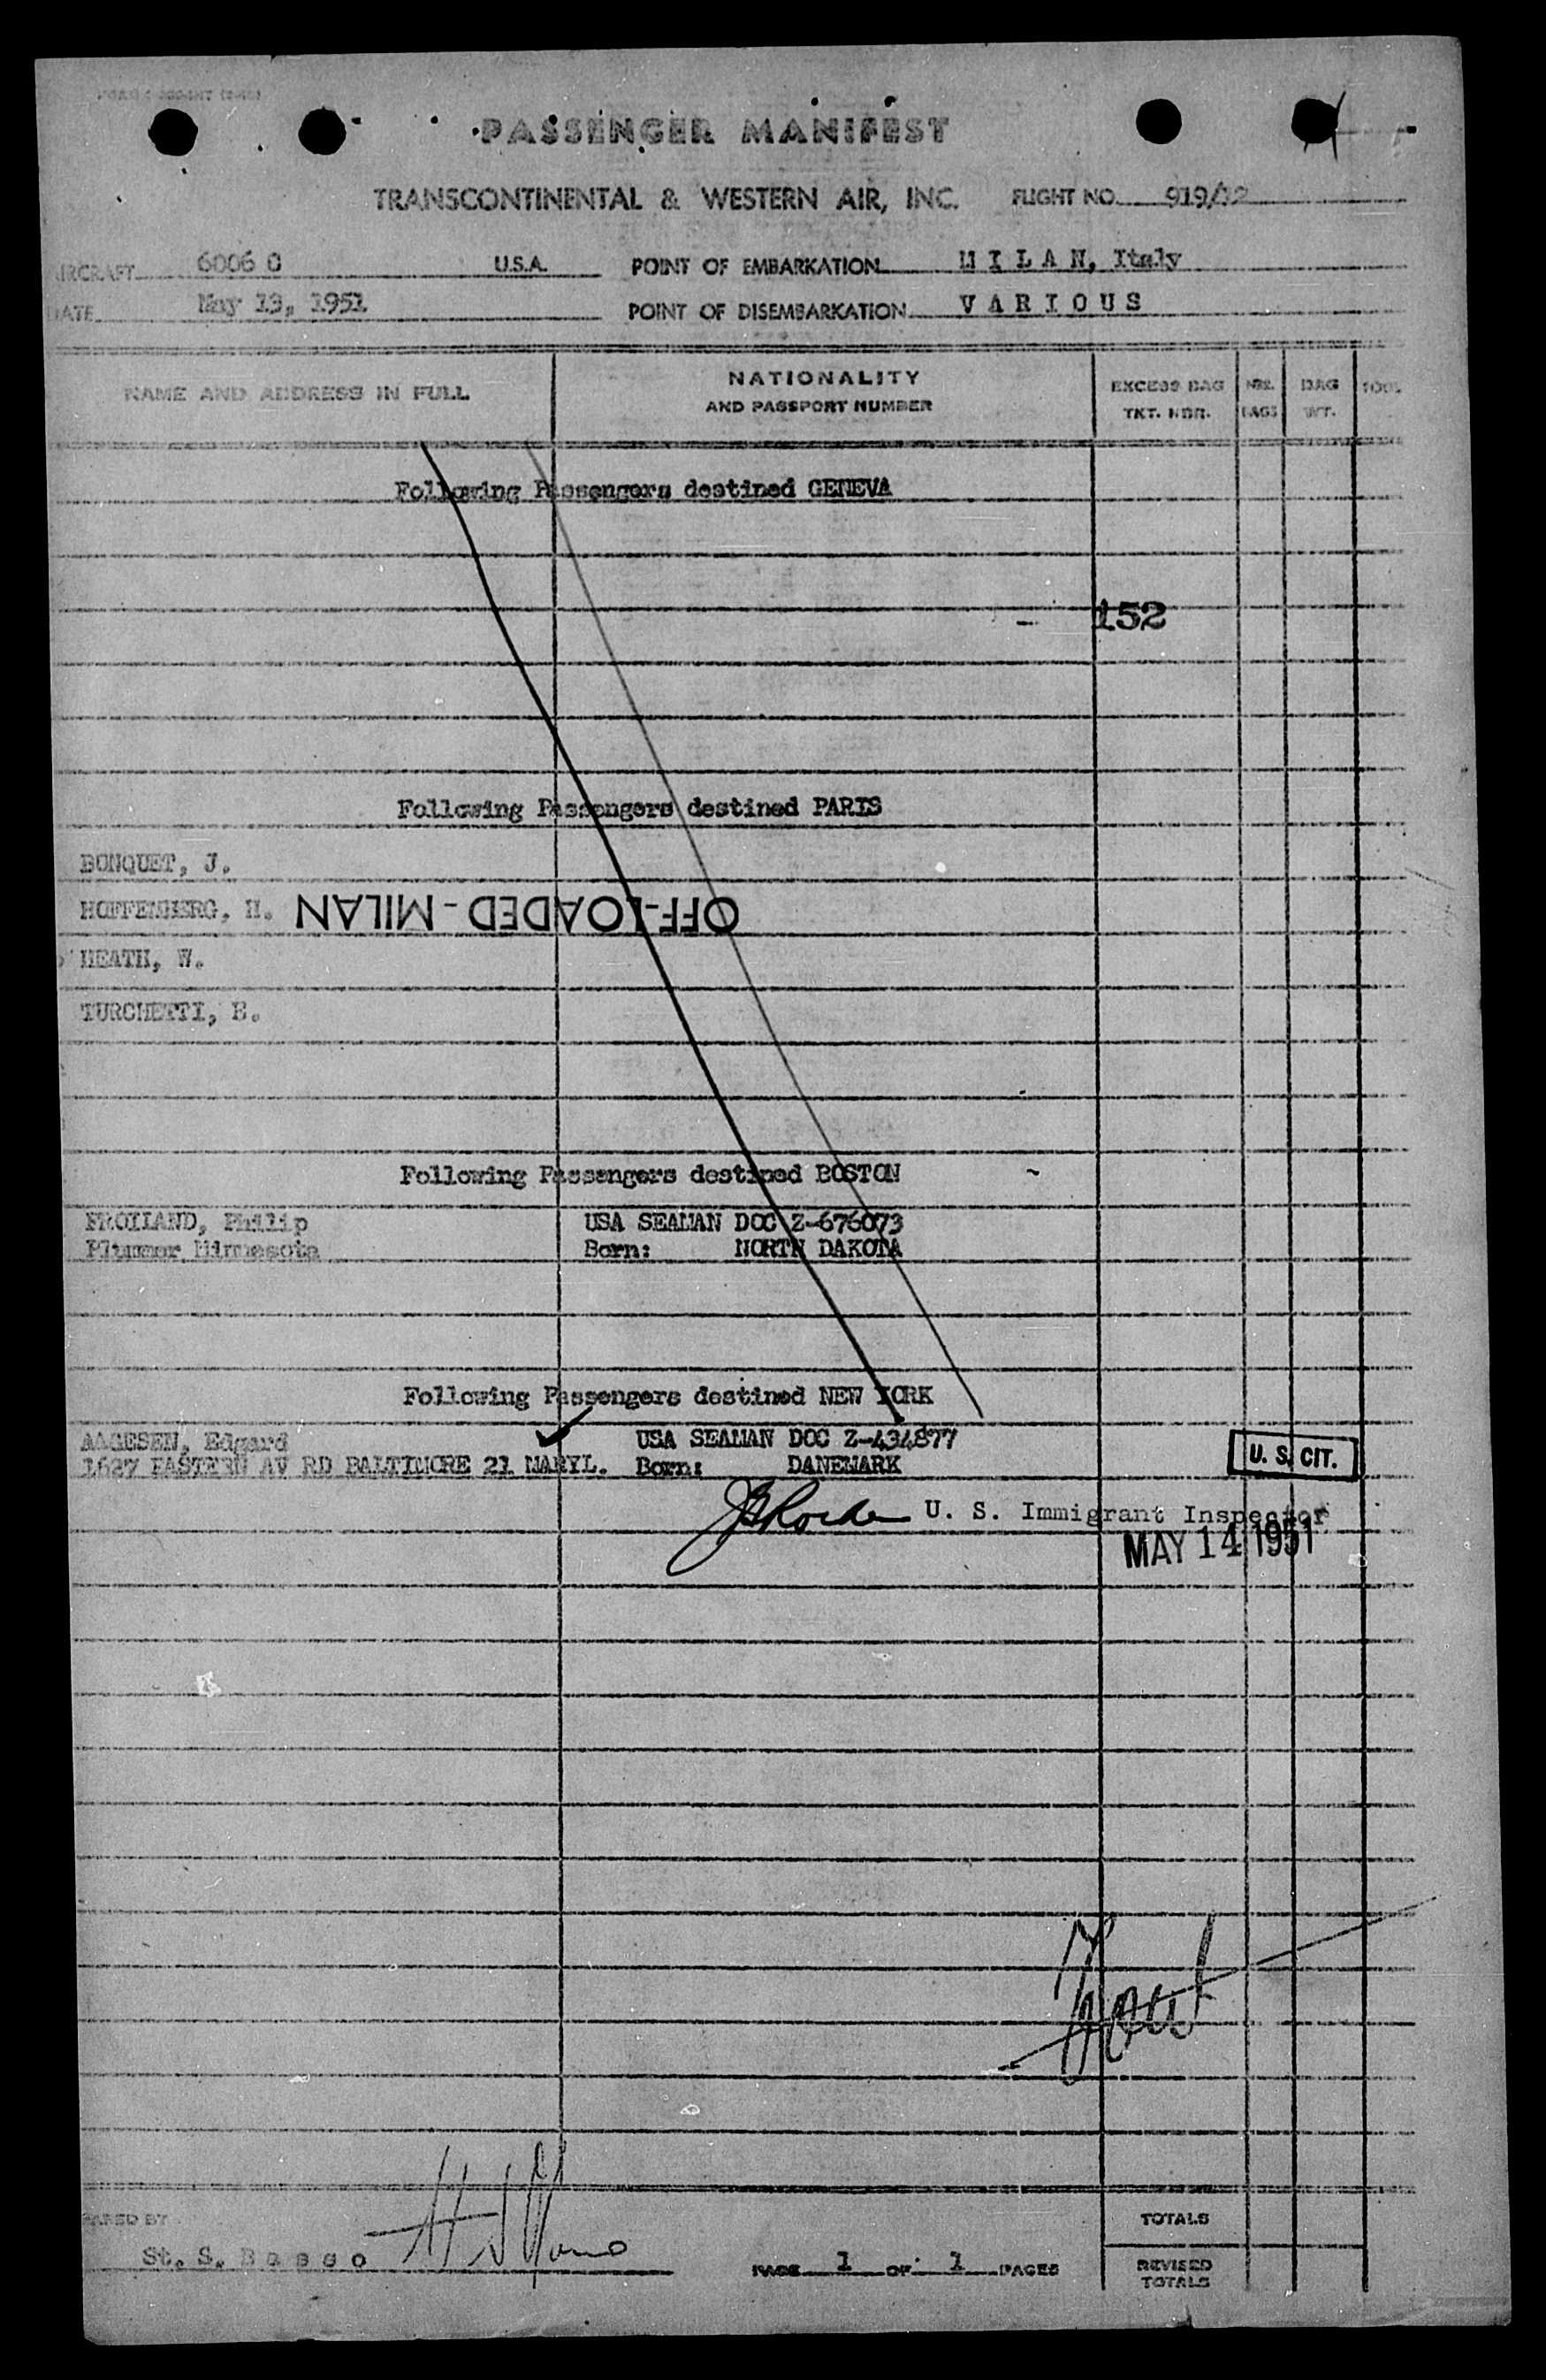 PASSENGER MANIFEST
TRANSCONTINENTAL & WESTERN AIR, INC. FLIGHT NO. 919/12
AIRCRAFT 6006 C U.S.A. POINT OF EMBARKATION M I L A N, Italy
DATE May 13, 1951 POINT OF DISEMBARKATION V A R I O U S
NAME AND ADDRESS IN FULL NATIONALITY AND PASSPORT NUMBER EXCESS BAG TKT. NBR. NBR. BAGS BAG WT.
Following Passengers destined GENEVA
152
Following Passengers destined PARIS
BONQUET, J.
HOFFENBERG, H. OFF-LOADED - MILAN
HEATH, W.
TURCHETTI, E.
Following Passengers destined BOSTON
FROILAND, Philip USA SEAMAN DOC Z-676073
Plummer Minnesota Born: NORTH DAKOTA
Following Passengers destined NEW YORK
AAGESEN, Edgard USA SEAMAN DOC Z-434877
1627 EASTERN AV RD BALTIMORE 21 MARYL. Born: DANEMARK U. S. CIT.
U. S. Immigrant Inspector
MAY 14 1951
TOTALS
St. S. B a s s o
PAGE 1 OF 1 PAGES
REVISED TOTALS